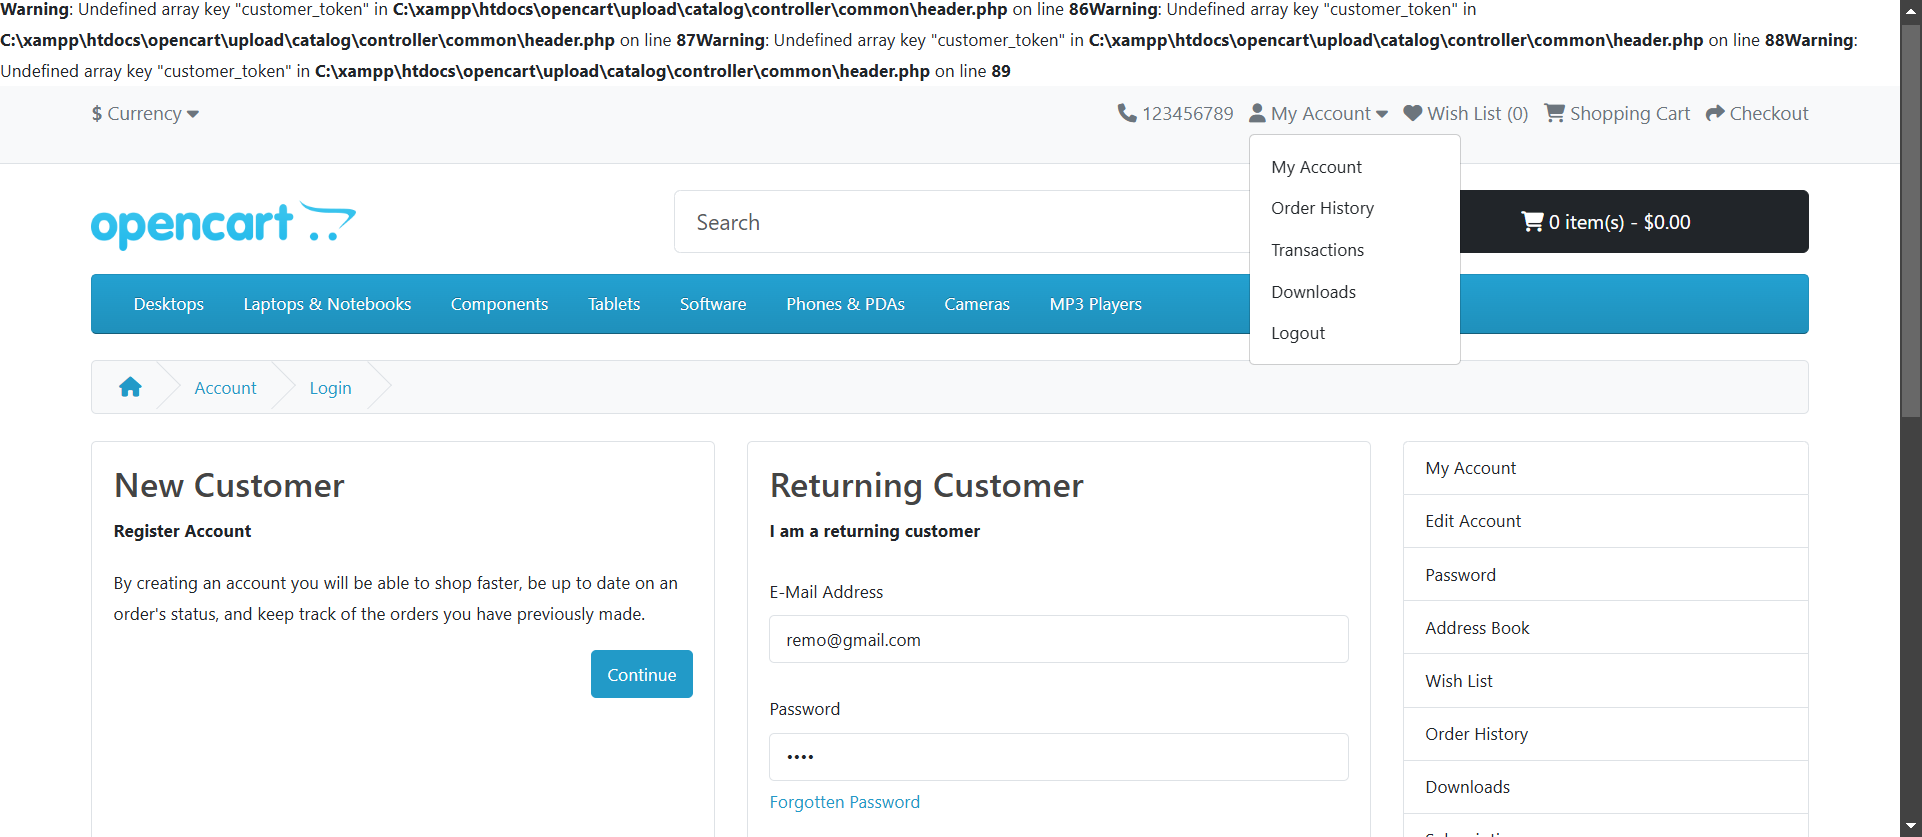 Warning: Undefined array key "customer_token" in C:\xampp\htdocs\opencart\upload\catalog\controller\common\header.php on line 86Warning: Undefined array key "customer_token" in
C:\xampp\htdocs\opencart\upload\catalog\controller\common\header.php on line 87Warning: Undefined array key "customer_token" in C:\xampp\htdocs\opencart\upload\catalog\controller\common\header.php on line 88Warning:
Undefined array key "customer_token" in C:\xampp\htdocs\opencart\upload\catalog\controller\common\header.php on line 89
$ Currency 123456789 My Account Wish List (0) Shopping Cart Checkout
My Account
Order History
Transactions
Downloads
Logout
opencart
Search
0 item(s) - $0.00
Desktops Laptops & Notebooks Components Tablets Software Phones & PDAs Cameras MP3 Players
Account Login
New Customer
Register Account
By creating an account you will be able to shop faster, be up to date on an
order's status, and keep track of the orders you have previously made.
Continue
Returning Customer
I am a returning customer
E-Mail Address
remo@gmail.com
Password
••••
Forgotten Password
My Account
Edit Account
Password
Address Book
Wish List
Order History
Downloads